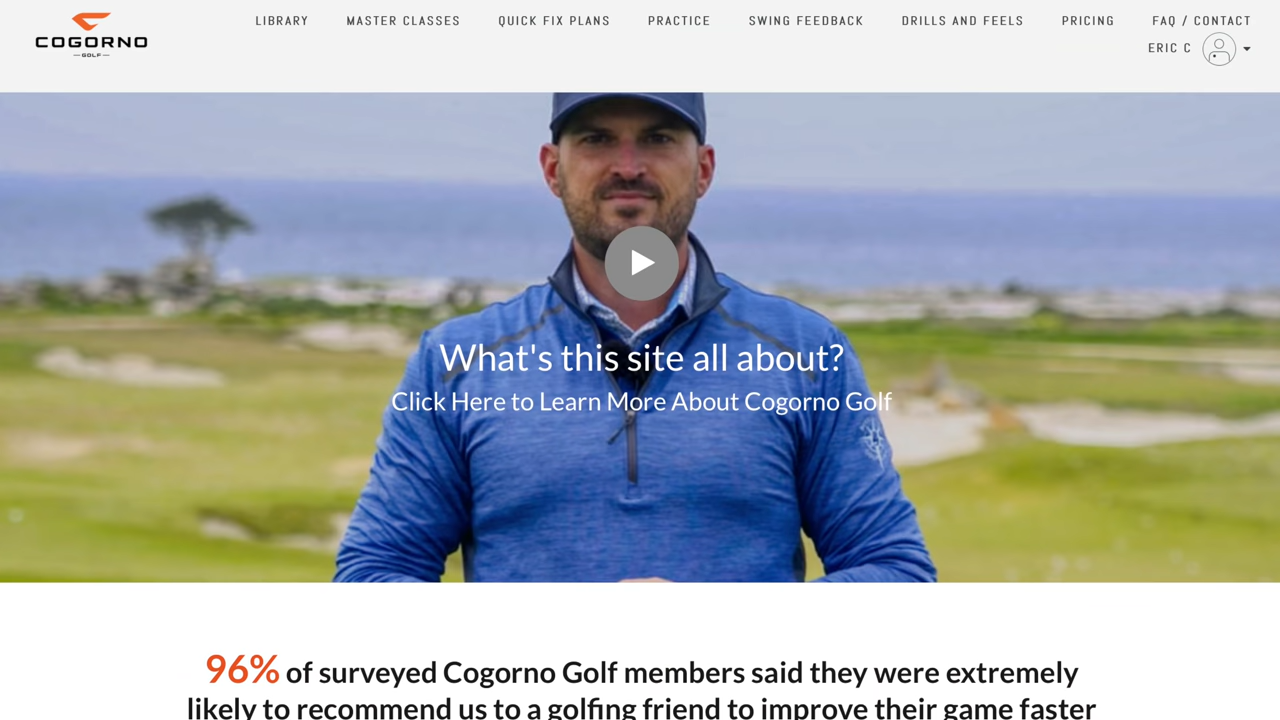 LIBRARY MASTER CLASSES QUICK FIX PLANS PRACTICE SWING FEEDBACK DRILLS AND FEELS PRICING FAQ / CONTACT
COGORNO
GOLF
ERIC C
What's this site all about?
Click Here to Learn More About Cogorno Golf
96% of surveyed Cogorno Golf members said they were extremely
likely to recommend us to a golfing friend to improve their game faster